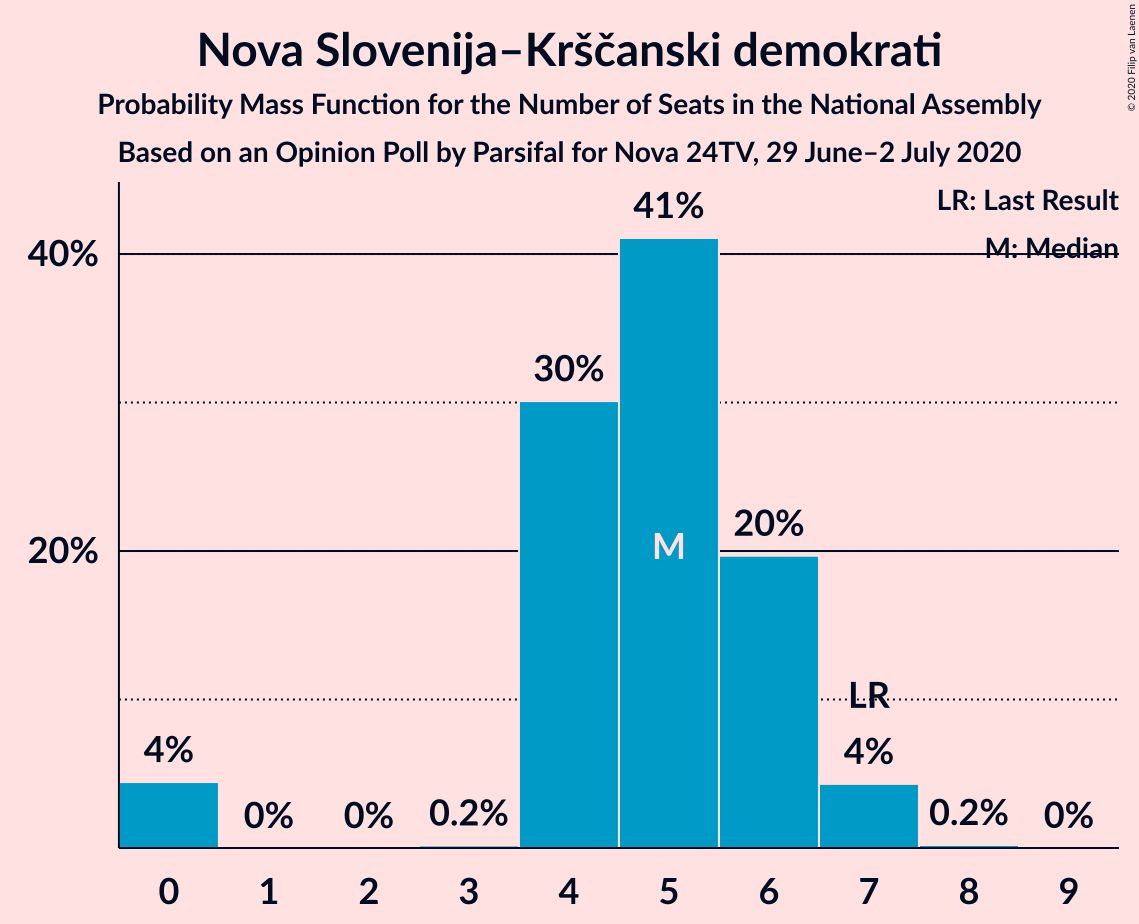 Nova Slovenija–Krščanski demokrati
Probability Mass Function for the Number of Seats in the National Assembly
Based on an Opinion Poll by Parsifal for Nova 24TV, 29 June–2 July 2020
© 2020 Filip van Laenen
LR: Last Result
M: Median
40%
20%
4%
0%
0%
0.2%
30%
41%
M
20%
LR
4%
0.2%
0%
0 1 2 3 4 5 6 7 8 9